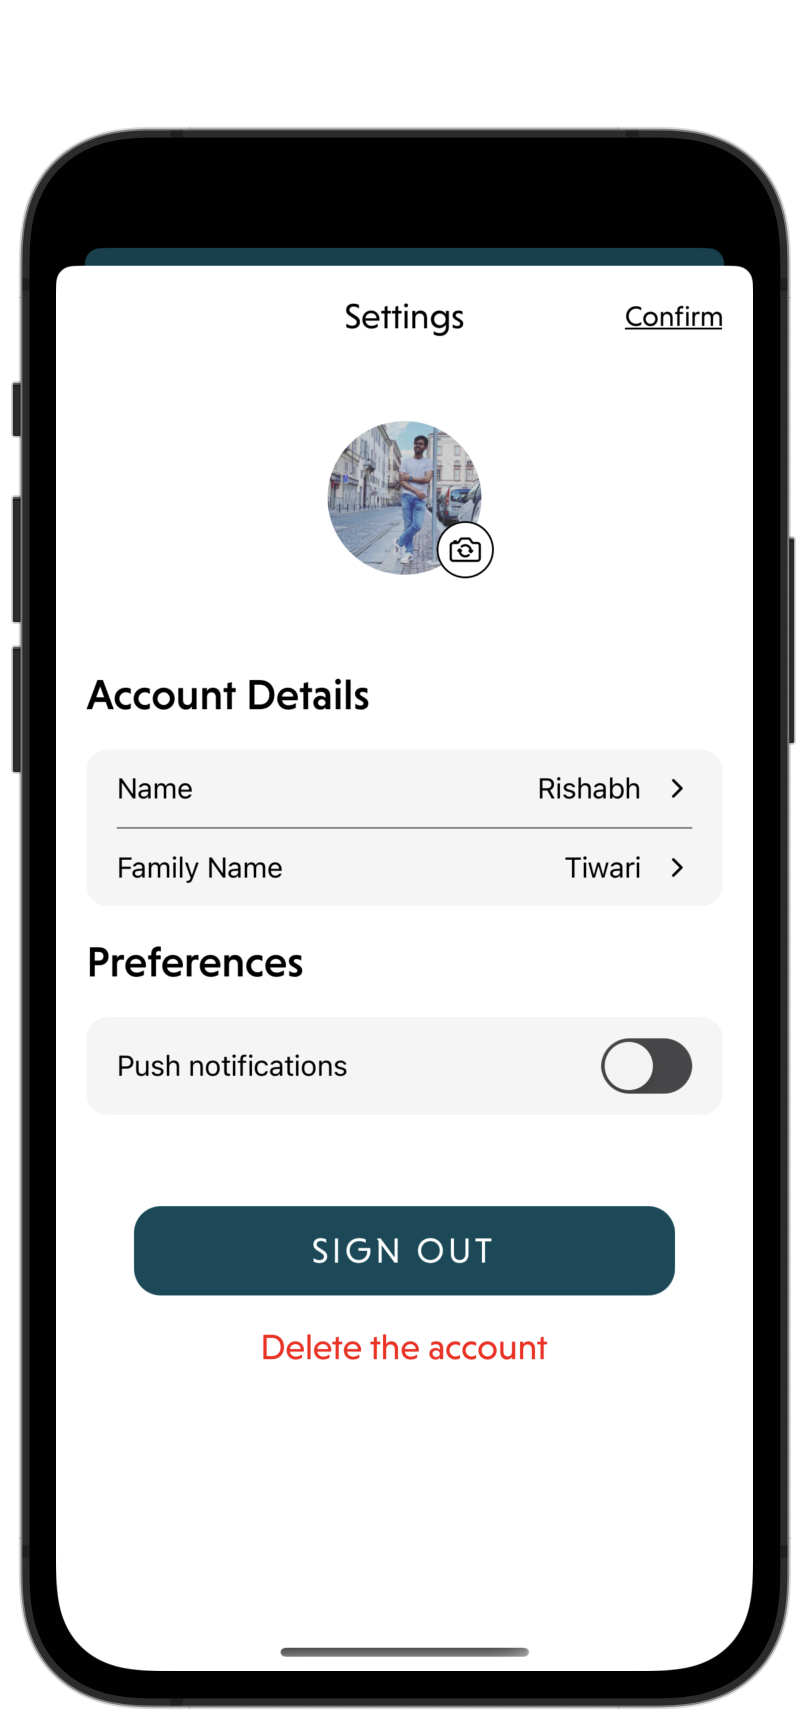 Settings
Confirm
Account Details
Name Rishabh
Family Name Tiwari
Preferences
Push notifications
SIGN OUT
Delete the account